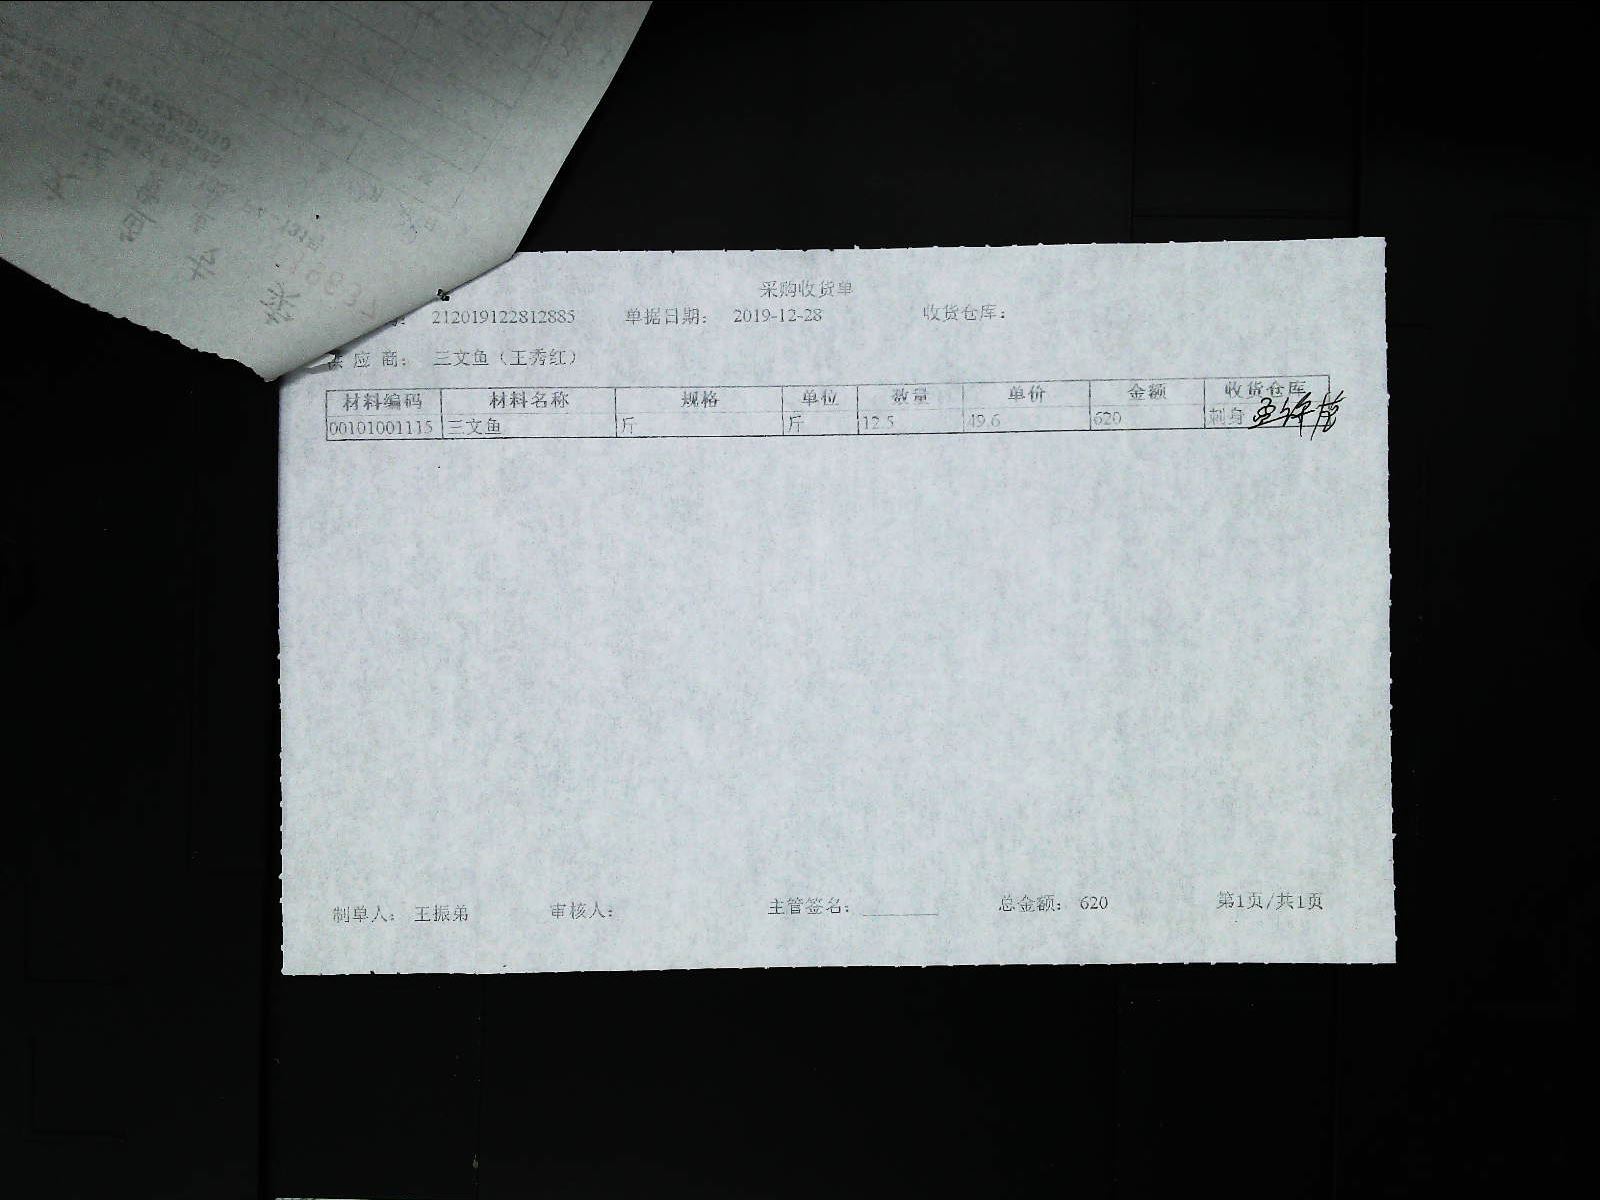 采购收货单
212019122812885 单据日期: 2019-12-28 收货仓库:
供 应 商: 三文鱼（王秀红）
材料编码 材料名称 规格 单位 数量 单价 金额 收货仓库
00101001115 三文鱼 斤 斤 12.5 49.6 620 刺身
制单人: 王振弟 审核人: 主管签名: 总金额: 620 第1页/共1页